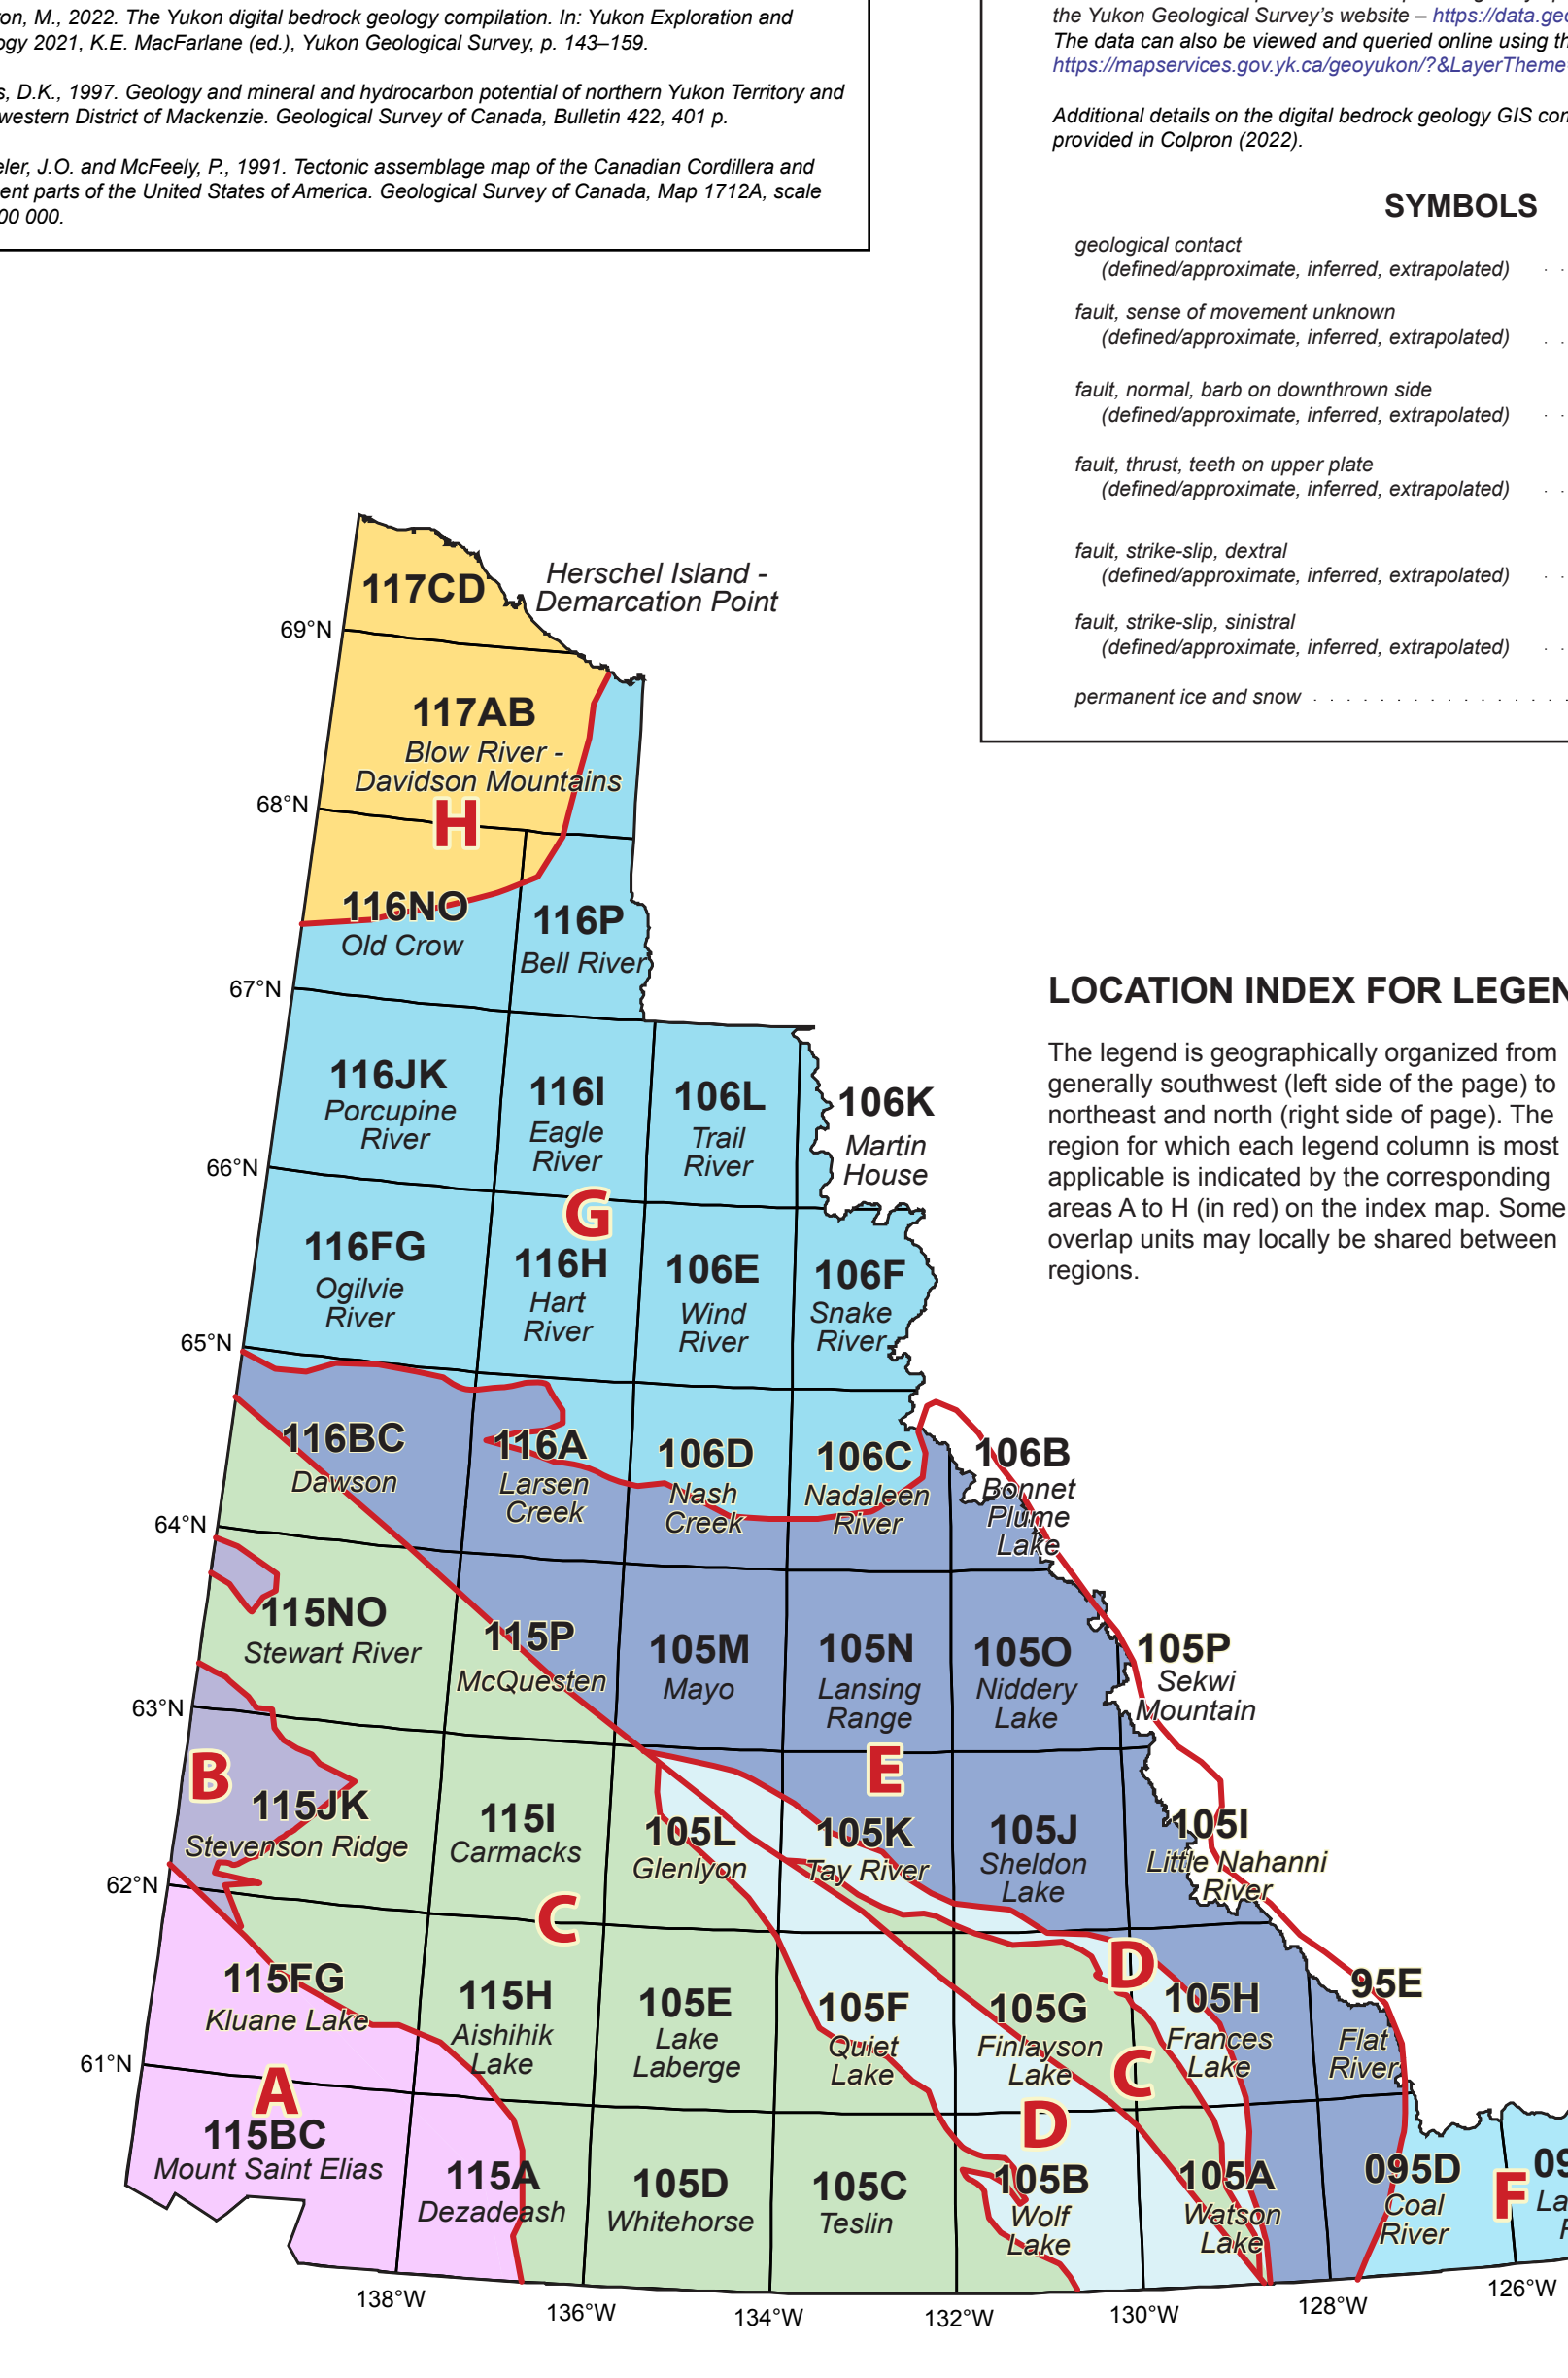 on, M., 2022. The Yukon digital bedrock geology compilation. In: Yukon Exploration and
ogy 2021, K.E. MacFarlane (ed.), Yukon Geological Survey, p. 143–159.
s, D.K., 1997. Geology and mineral and hydrocarbon potential of northern Yukon Territory and
western District of Mackenzie. Geological Survey of Canada, Bulletin 422, 401 p.
eler, J.O. and McFeely, P., 1991. Tectonic assemblage map of the Canadian Cordillera and
ent parts of the United States of America. Geological Survey of Canada, Map 1712A, scale
00 000.
the Yukon Geological Survey's website – https://data.geo
The data can also be viewed and queried online using th
https://mapservices.gov.yk.ca/geoyukon/?&LayerTheme
Additional details on the digital bedrock geology GIS com
provided in Colpron (2022).
SYMBOLS
geological contact
(defined/approximate, inferred, extrapolated)
fault, sense of movement unknown
(defined/approximate, inferred, extrapolated)
fault, normal, barb on downthrown side
(defined/approximate, inferred, extrapolated)
fault, thrust, teeth on upper plate
(defined/approximate, inferred, extrapolated)
fault, strike-slip, dextral
(defined/approximate, inferred, extrapolated)
fault, strike-slip, sinistral
(defined/approximate, inferred, extrapolated)
permanent ice and snow
LOCATION INDEX FOR LEGEN
The legend is geographically organized from
generally southwest (left side of the page) to
northeast and north (right side of page). The
region for which each legend column is most
applicable is indicated by the corresponding
areas A to H (in red) on the index map. Some
overlap units may locally be shared between
regions.
117CD
Herschel Island -
Demarcation Point
69°N
117AB
Blow River -
Davidson Mountains
68°N
H
116NO
Old Crow
116P
Bell River
67°N
116JK
Porcupine
River
116I
Eagle
River
106L
Trail
River
106K
Martin
House
66°N
G
116FG
Ogilvie
River
116H
Hart
River
106E
Wind
River
106F
Snake
River
65°N
116BC
Dawson
116A
Larsen
Creek
106D
Nash
Creek
106C
Nadaleen
River
106B
Bonnet
Plume
Lake
64°N
115NO
Stewart River
115P
McQuesten
105M
Mayo
105N
Lansing
Range
105O
Niddery
Lake
105P
Sekwi
Mountain
63°N
B
E
115JK
Stevenson Ridge
115I
Carmacks
105L
Glenlyon
105K
Tay River
105J
Sheldon
Lake
105I
Little Nahanni
River
62°N
C
D
115FG
Kluane Lake
115H
Aishihik
Lake
105E
Lake
Laberge
105F
Quiet
Lake
105G
Finlayson
Lake
C
105H
Frances
Lake
95E
Flat
River
61°N
A
D
115BC
Mount Saint Elias
115A
Dezadeash
105D
Whitehorse
105C
Teslin
105B
Wolf
Lake
105A
Watson
Lake
095D
Coal
River
F
09
La
138°W
136°W
134°W
132°W
130°W
128°W
126°W